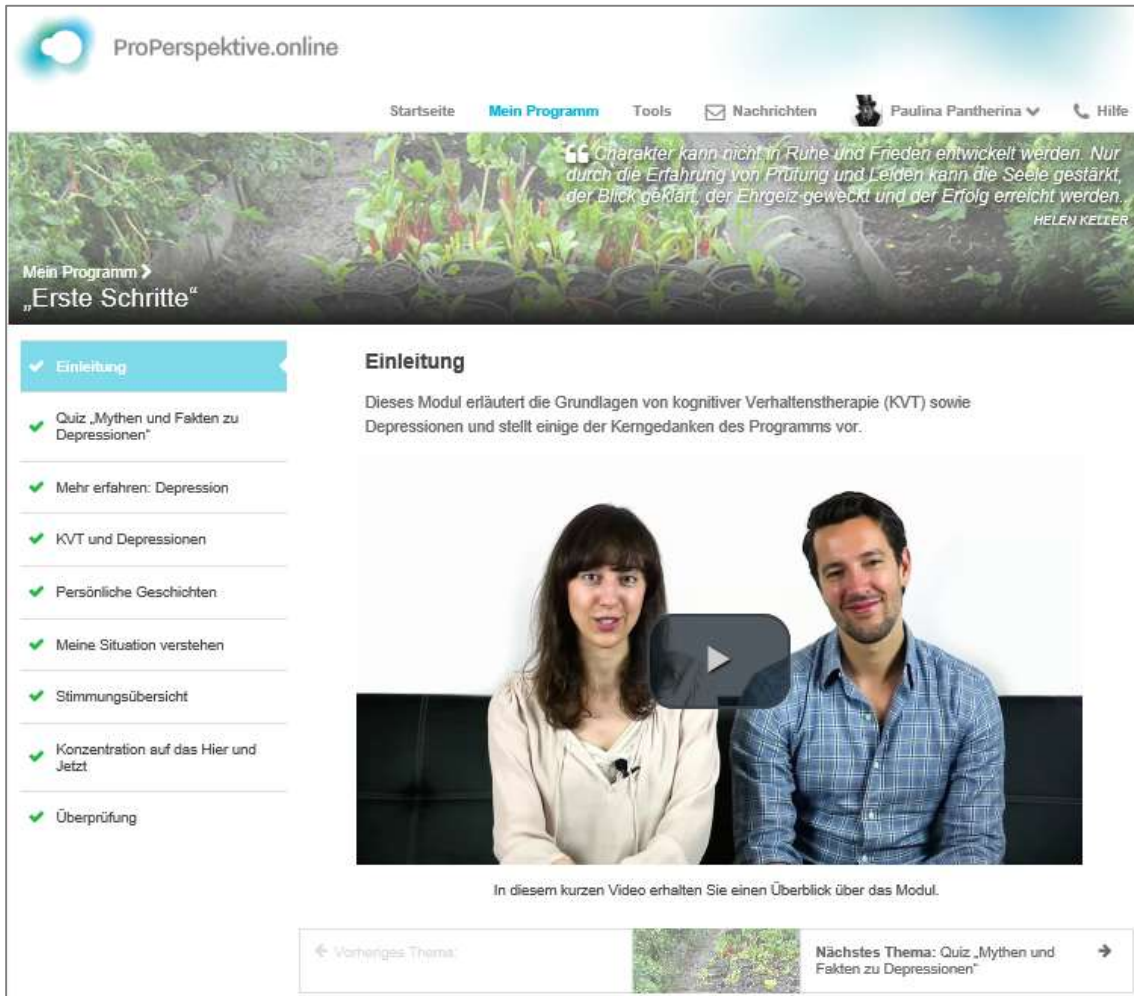 ProPerspektive.online
Startseite Mein Programm Tools Nachrichten Paulina Pantherina Hilfe
Charakter kann nicht in Ruhe und Frieden entwickelt werden. Nur
durch die Erfahrung von Prüfung und Leiden kann die Seele gestärkt,
der Blick geklärt, der Ehrgeiz geweckt und der Erfolg erreicht werden.
HELEN KELLER
Mein Programm
„Erste Schritte“
Einleitung
Quiz „Mythen und Fakten zu
Depressionen“
Mehr erfahren: Depression
KVT und Depressionen
Persönliche Geschichten
Meine Situation verstehen
Stimmungsübersicht
Konzentration auf das Hier und
Jetzt
Überprüfung
Einleitung
Dieses Modul erläutert die Grundlagen von kognitiver Verhaltenstherapie (KVT) sowie
Depressionen und stellt einige der Kerngedanken des Programms vor.
In diesem kurzen Video erhalten Sie einen Überblick über das Modul.
Vorheriges Thema:
Nächstes Thema: Quiz „Mythen und
Fakten zu Depressionen“